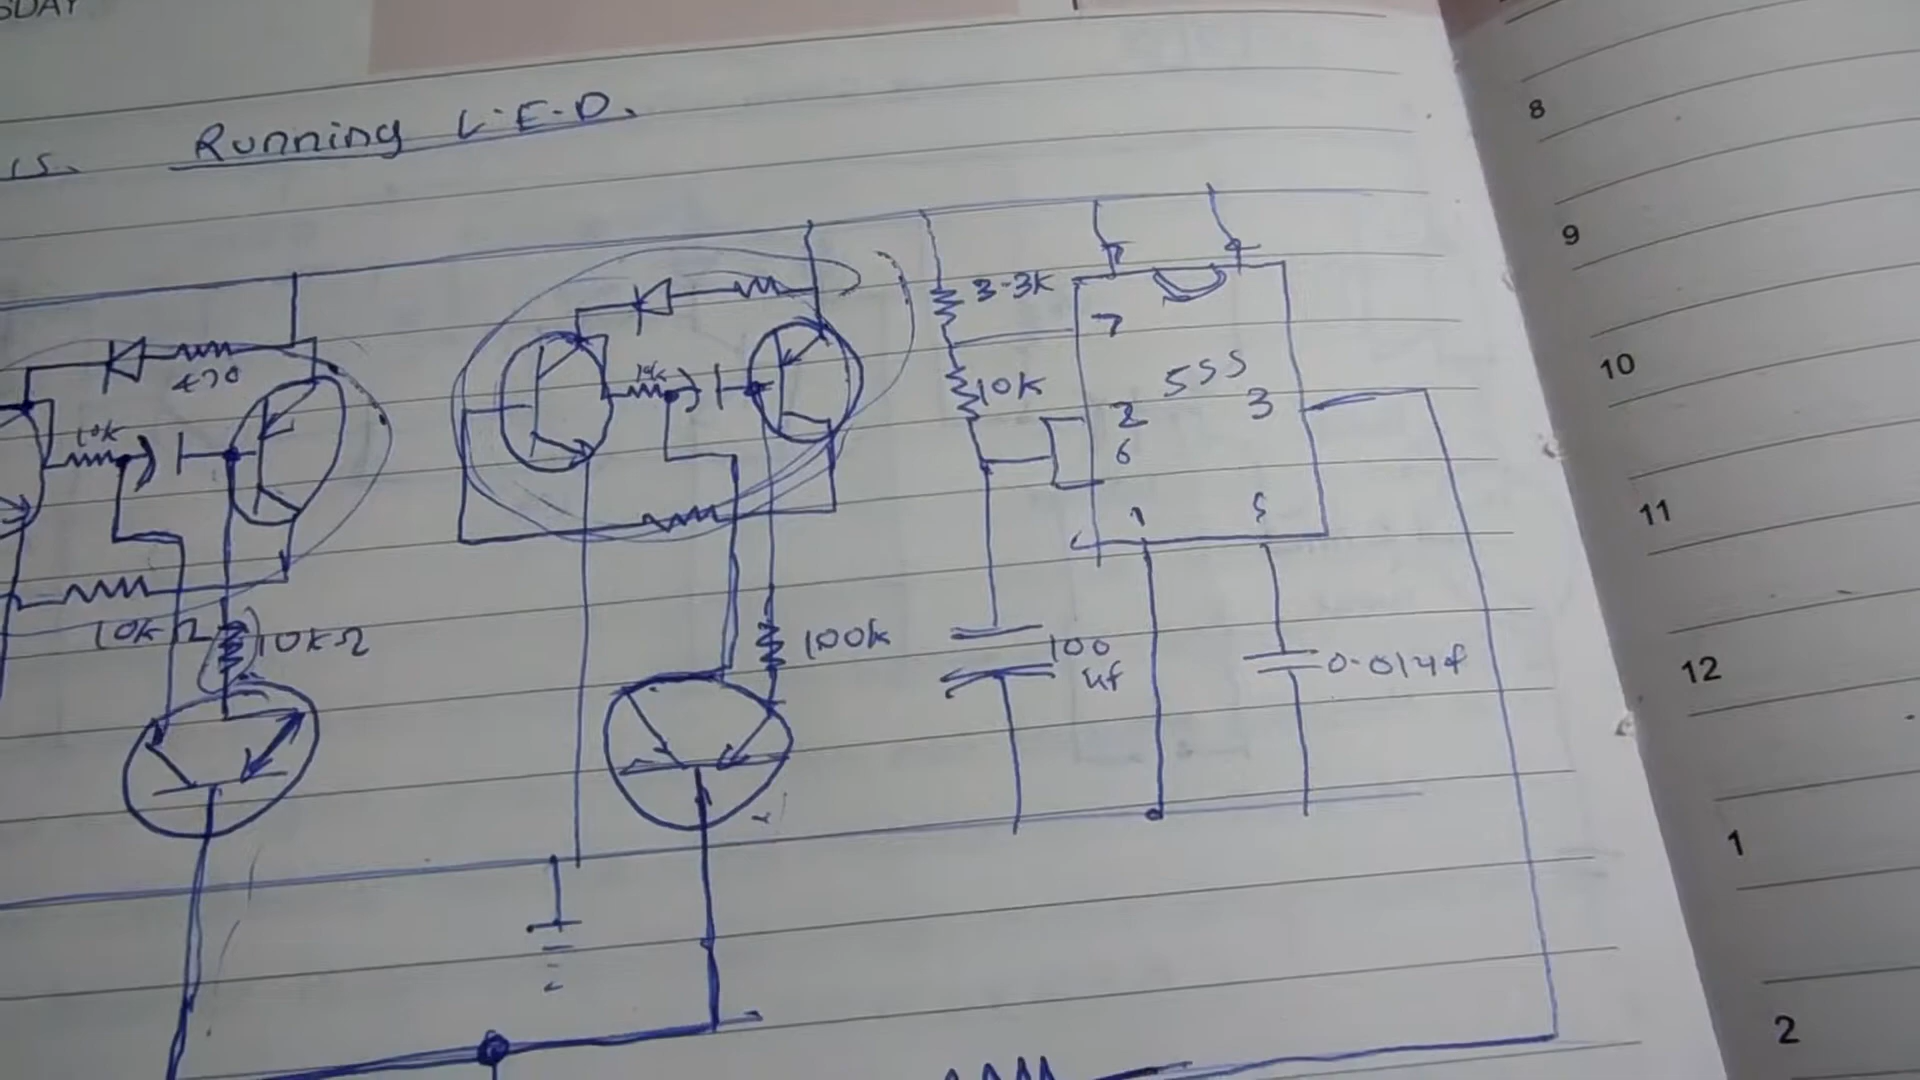 SDAY
Running L.E.D.
470
10k
10kΩ
10kΩ
10k
100k
3.3k
10k
7
555
2
6
3
1
5
100
uf
0.01uf
8
9
10
11
12
1
2